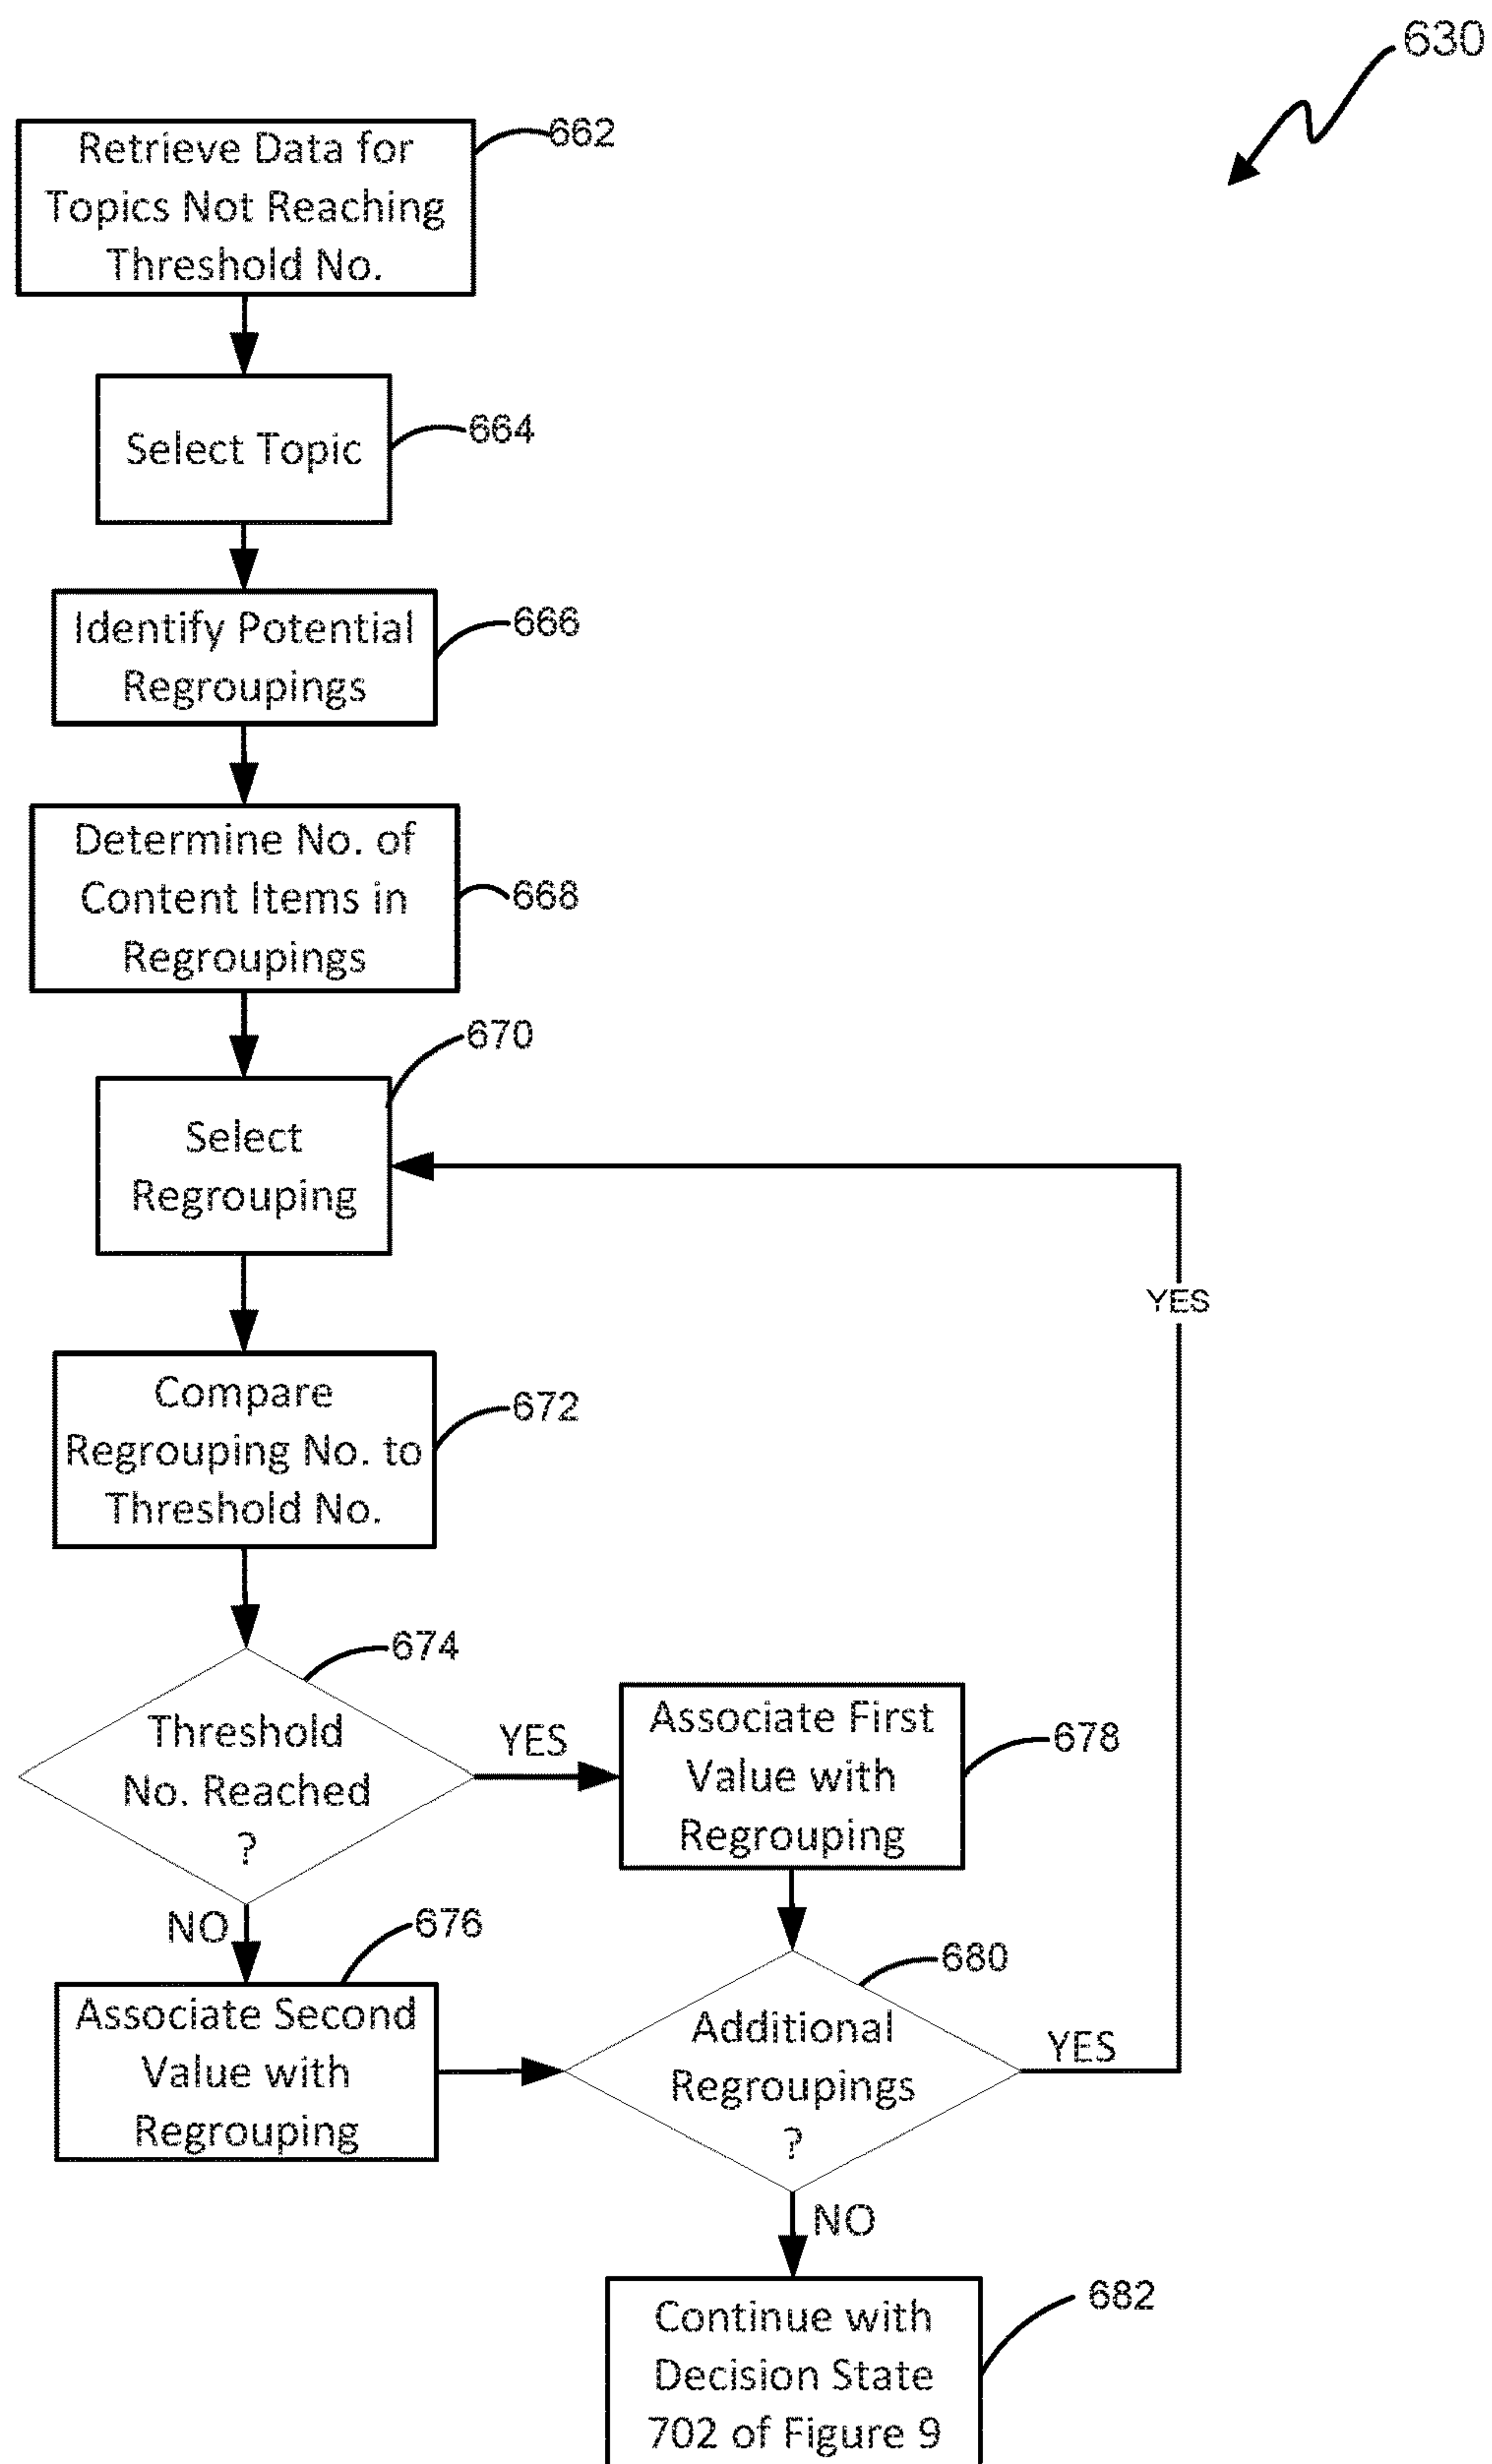 630
Retrieve Data for
Topics Not Reaching
Threshold No.
662
Select Topic
664
Identify Potential
Regroupings
666
Determine No. of
Content Items in
Regroupings
668
670
Select
Regrouping
YES
Compare
Regrouping No. to
Threshold No.
672
674
Threshold
No. Reached
?
YES
Associate First
Value with
Regrouping
678
NO
676
Associate Second
Value with
Regrouping
680
Additional
Regroupings
?
YES
NO
Continue with
Decision State
702 of Figure 9
682